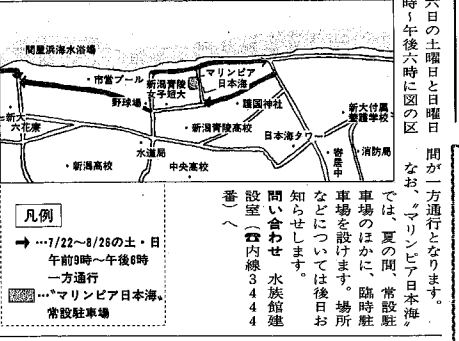 六日の土曜日と日曜日
時～午後六時に図の区
間が一方通行となります。
なお、〝マリンピア日本海〟
では、夏の間、常設駐
車場のほかに、臨時駐
車場を設けます。場所
などについては後日お
知らせします。
問い合わせ　水族館建
設室（☎内線3444
番）へ
関屋浜海水浴場
市営プール
新潟青陵
女子短大
マリンピア
日本海
野球場
護国神社
新大
六花寮
新潟青陵高校
日本海タワー
新大付属
養護学校
水道局
新潟高校
中央高校
寄居中
消防局
凡例
➡…7/22～8/26の土・日
午前9時～午後6時
一方通行
…〝マリンピア日本海〟
常設駐車場